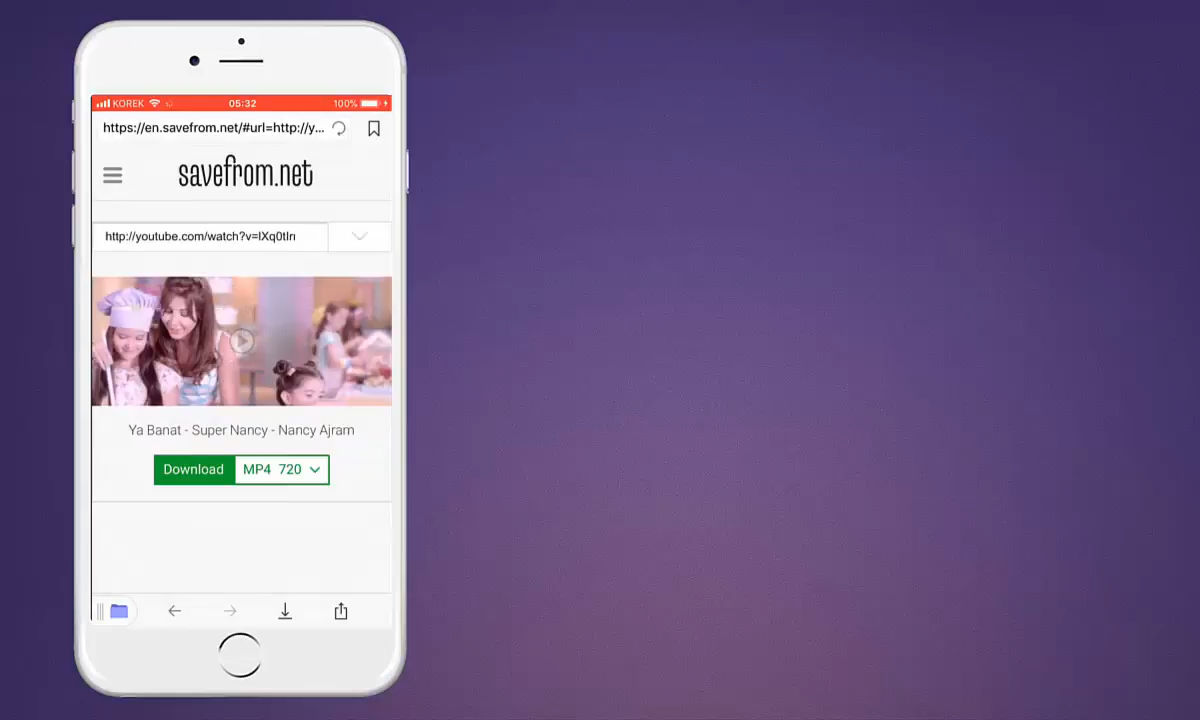 KOREK 05:32 100%
https://en.savefrom.net/#url=http://y...
savefrom.net
http://youtube.com/watch?v=lXq0tIn
Ya Banat - Super Nancy - Nancy Ajram
Download MP4 720